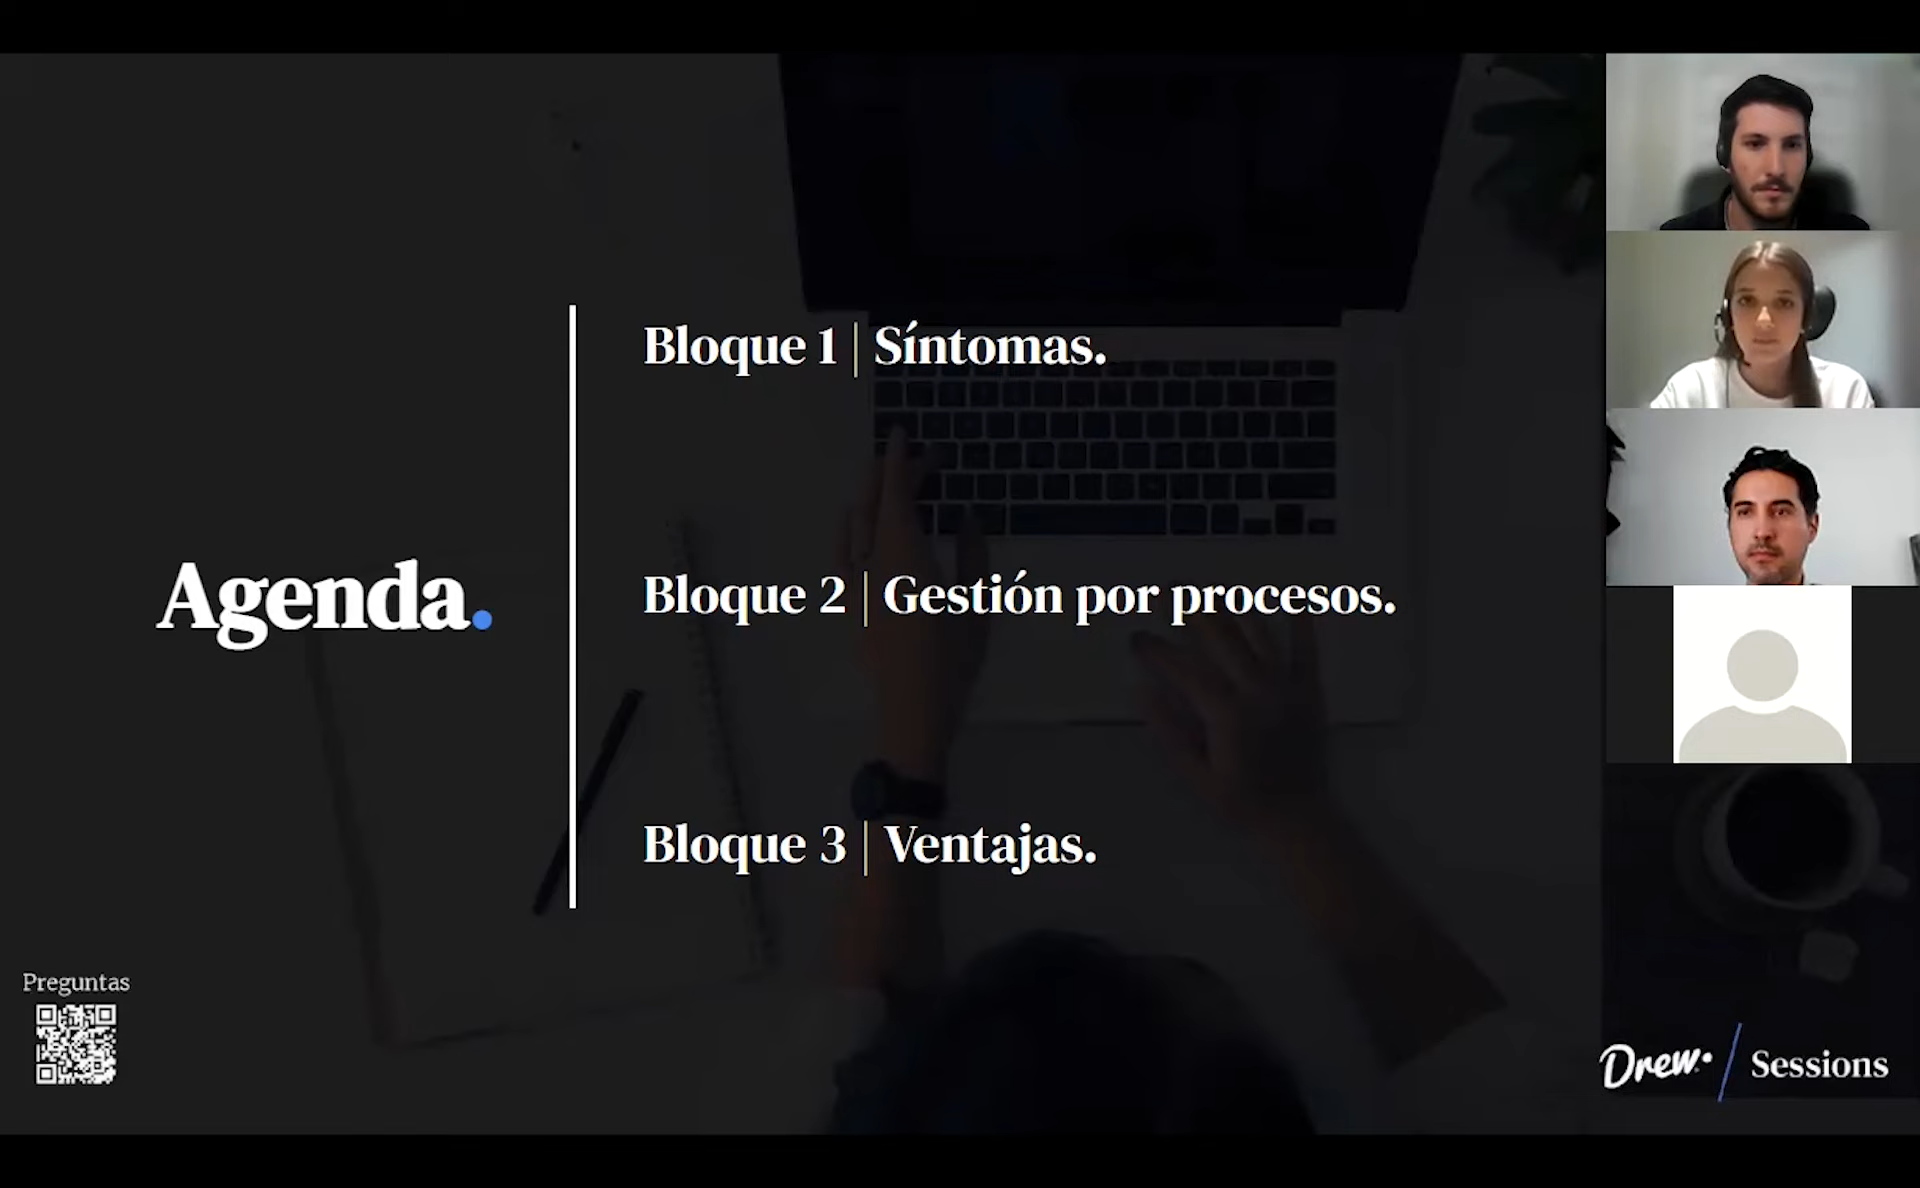 Bloque 1 | Síntomas.
Agenda.
Bloque 2 | Gestión por procesos.
Bloque 3 | Ventajas.
Preguntas
Drew. / Sessions